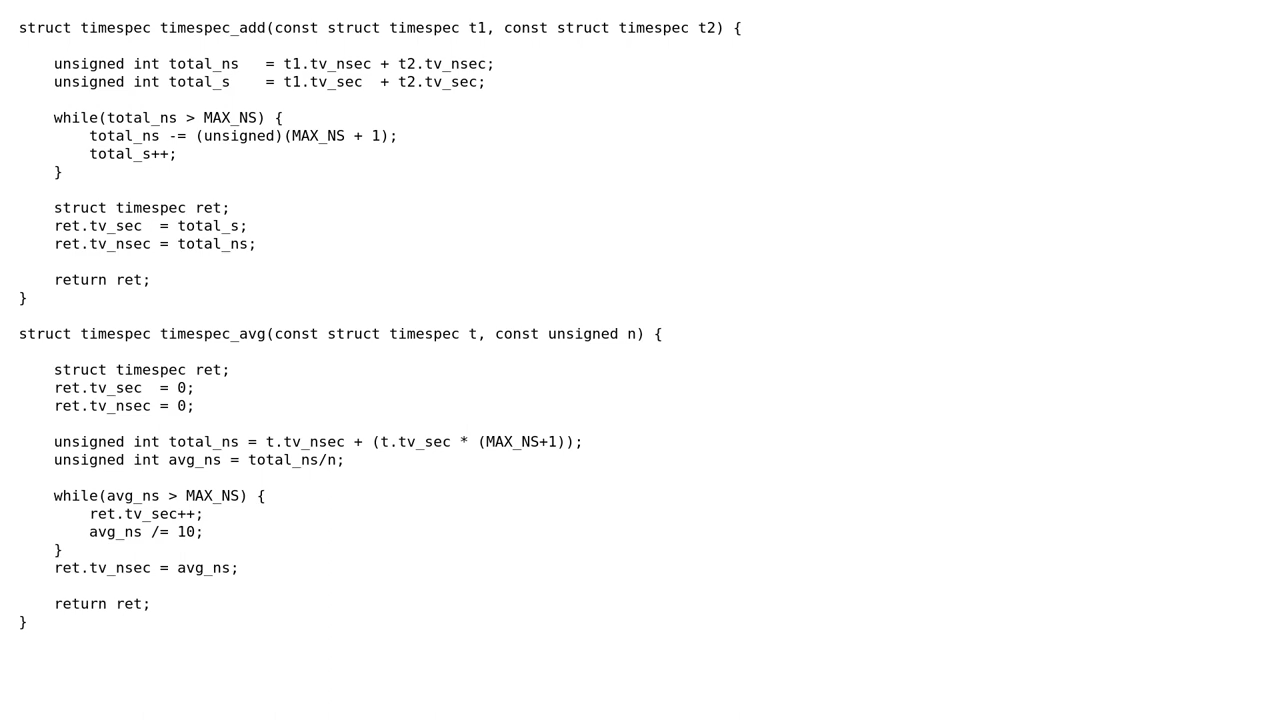 struct timespec timespec_add(const struct timespec t1, const struct timespec t2) {
    unsigned int total_ns   = t1.tv_nsec + t2.tv_nsec;
    unsigned int total_s    = t1.tv_sec  + t2.tv_sec;
    while(total_ns > MAX_NS) {
        total_ns -= (unsigned)(MAX_NS + 1);
        total_s++;
    }
    struct timespec ret;
    ret.tv_sec  = total_s;
    ret.tv_nsec = total_ns;
    return ret;
}
struct timespec timespec_avg(const struct timespec t, const unsigned n) {
    struct timespec ret;
    ret.tv_sec  = 0;
    ret.tv_nsec = 0;
    unsigned int total_ns = t.tv_nsec + (t.tv_sec * (MAX_NS+1));
    unsigned int avg_ns = total_ns/n;
    while(avg_ns > MAX_NS) {
        ret.tv_sec++;
        avg_ns /= 10;
    }
    ret.tv_nsec = avg_ns;
    return ret;
}